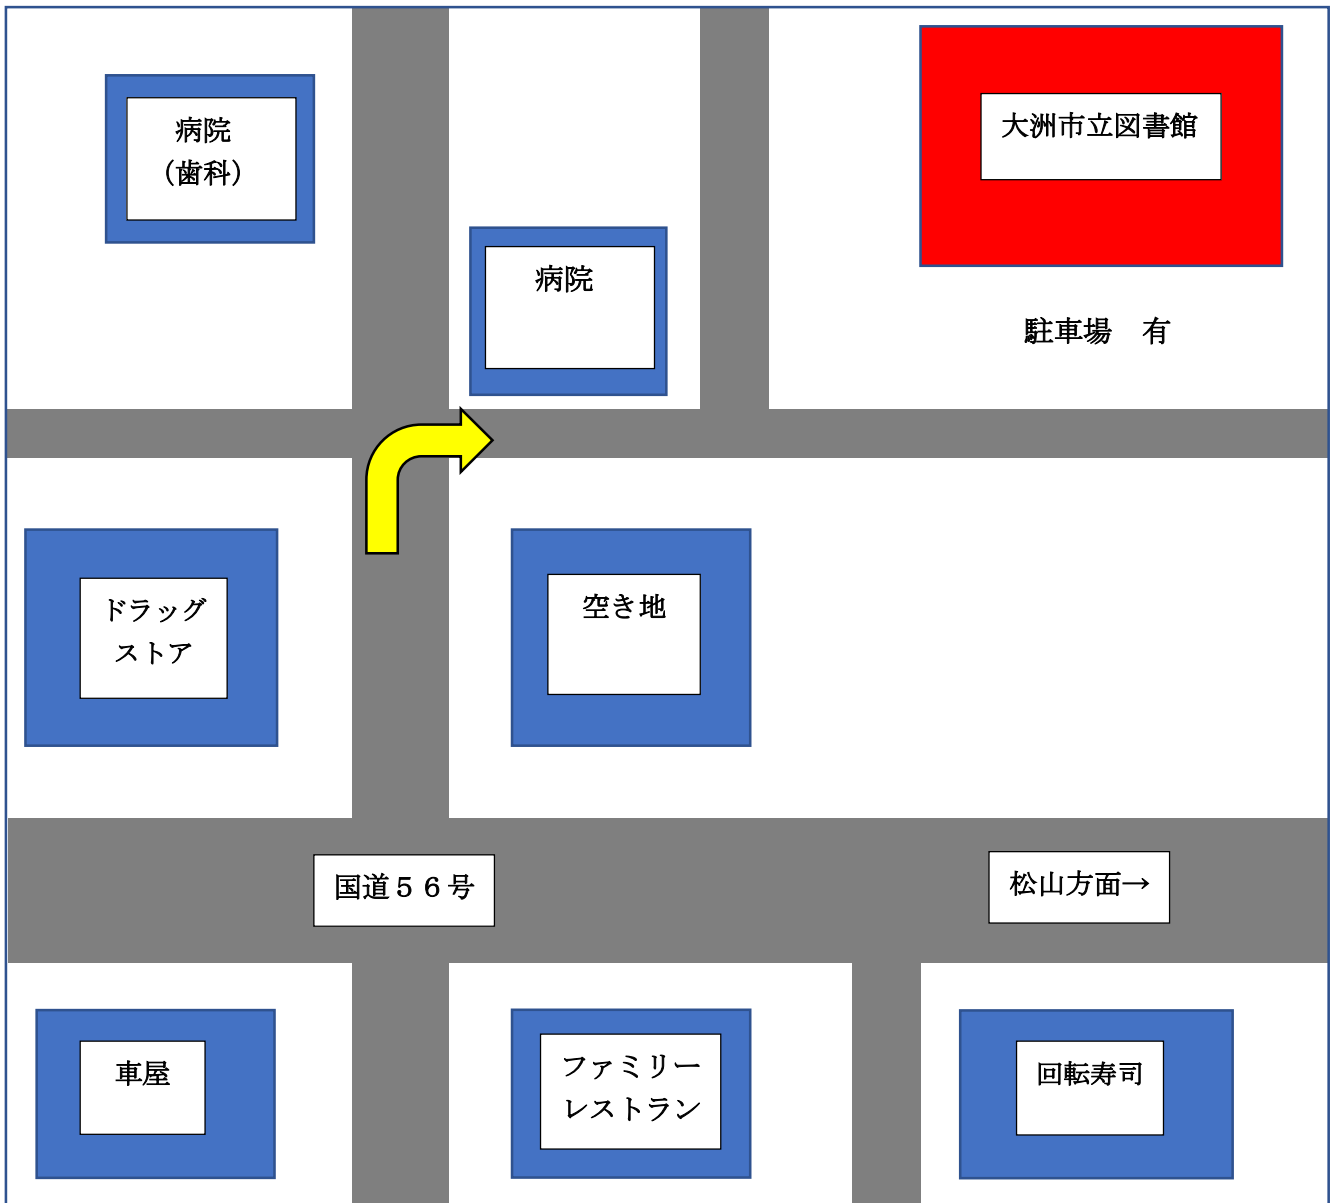 大洲市立図書館
病院
（歯科）
病院
駐車場　有
ドラッグ
ストア
空き地
国道５６号
松山方面→
車屋
ファミリー
レストラン
回転寿司